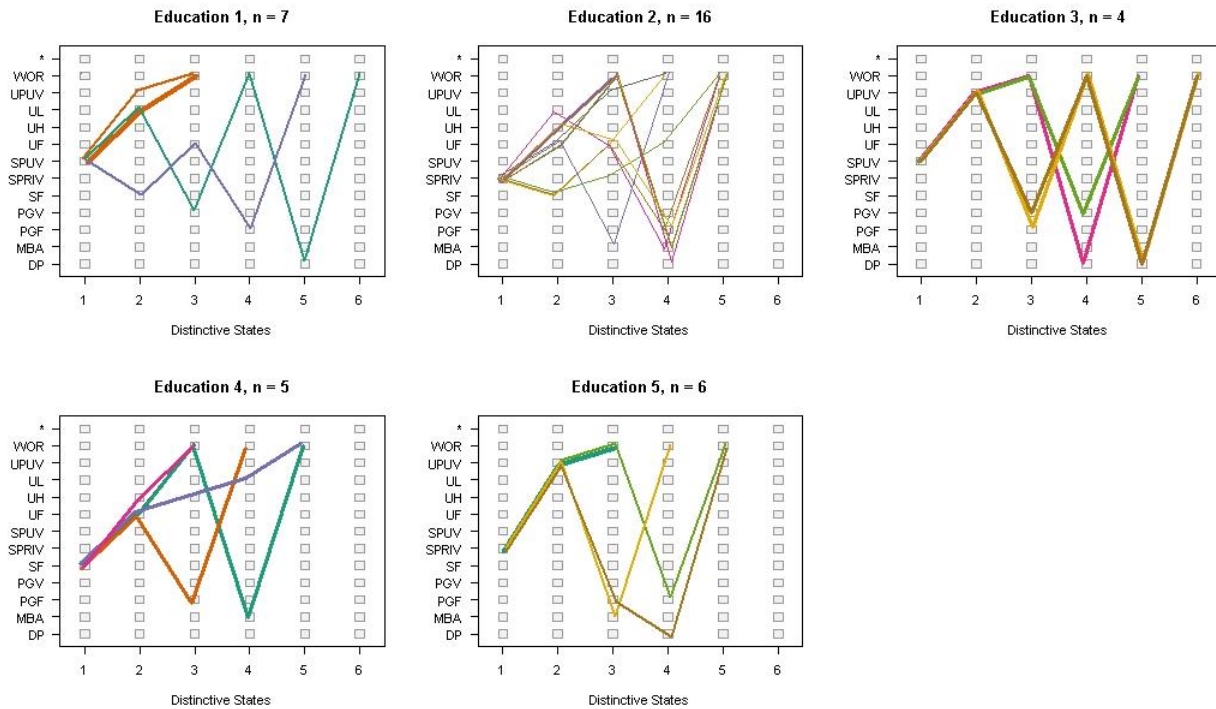 Education 1, n = 7
*
WOR
UPUV
UL
UH
UF
SPUV
SPRIV
SF
PGV
PGF
MBA
DP
1 2 3 4 5 6
Distinctive States
Education 2, n = 16
*
WOR
UPUV
UL
UH
UF
SPUV
SPRIV
SF
PGV
PGF
MBA
DP
1 2 3 4 5 6
Distinctive States
Education 3, n = 4
*
WOR
UPUV
UL
UH
UF
SPUV
SPRIV
SF
PGV
PGF
MBA
DP
1 2 3 4 5 6
Distinctive States
Education 4, n = 5
*
WOR
UPUV
UL
UH
UF
SPUV
SPRIV
SF
PGV
PGF
MBA
DP
1 2 3 4 5 6
Distinctive States
Education 5, n = 6
*
WOR
UPUV
UL
UH
UF
SPUV
SPRIV
SF
PGV
PGF
MBA
DP
1 2 3 4 5 6
Distinctive States